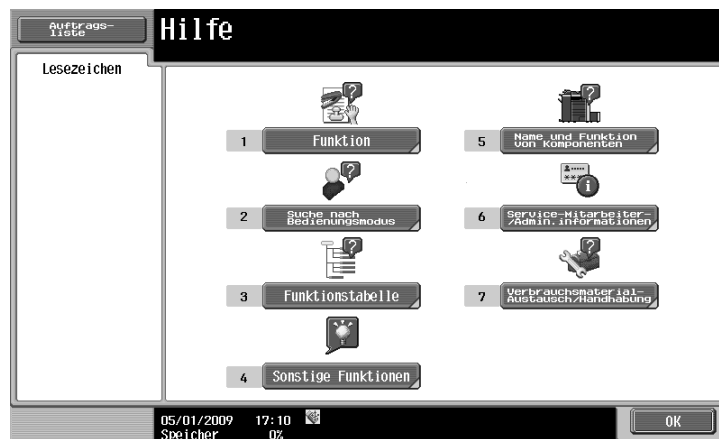 Auftrags-
liste
Hilfe
Lesezeichen
1 Funktion
2 Suche nach
Bedienungsmodus
3 Funktionstabelle
4 Sonstige Funktionen
5 Name und Funktion
von Komponenten
6 Service-Mitarbeiter-
/Admin.informationen
7 Verbrauchsmaterial-
Austausch/Handhabung
05/01/2009 17:10
Speicher 0%
OK